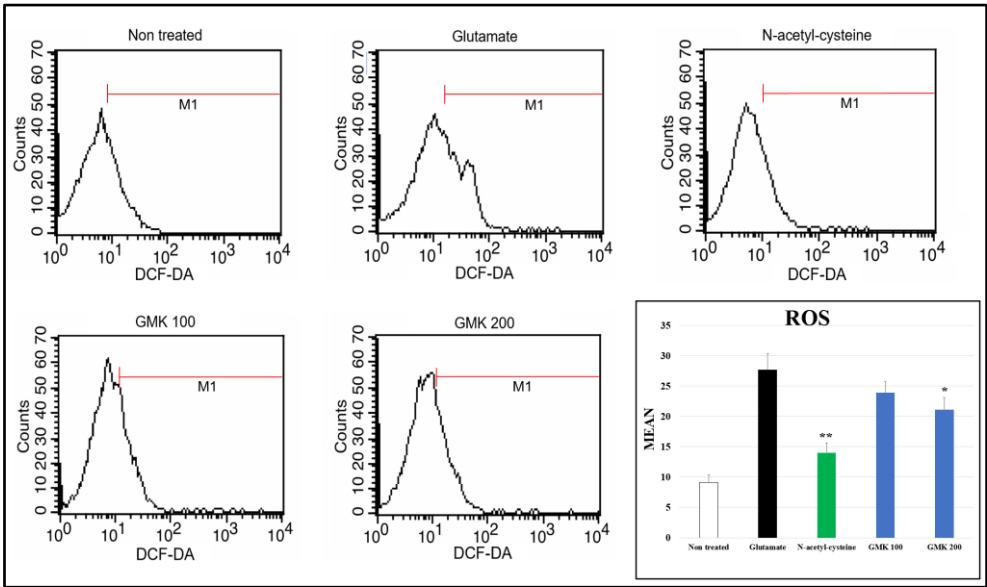 Non treated
Counts
70
60
50
40
30
20
10
0
M1
10^0 10^1 10^2 10^3 10^4
DCF-DA
Glutamate
Counts
70
60
50
40
30
20
10
0
M1
10^0 10^1 10^2 10^3 10^4
DCF-DA
N-acetyl-cysteine
Counts
70
60
50
40
30
20
10
0
M1
10^0 10^1 10^2 10^3 10^4
DCF-DA
GMK 100
Counts
70
60
50
40
30
20
10
0
M1
10^0 10^1 10^2 10^3 10^4
DCF-DA
GMK 200
Counts
70
60
50
40
30
20
10
0
M1
10^0 10^1 10^2 10^3 10^4
DCF-DA
ROS
MEAN
35
30
25
20
15
10
5
0
**
*
Non treated Glutamate N-acetyl-cysteine GMK 100 GMK 200